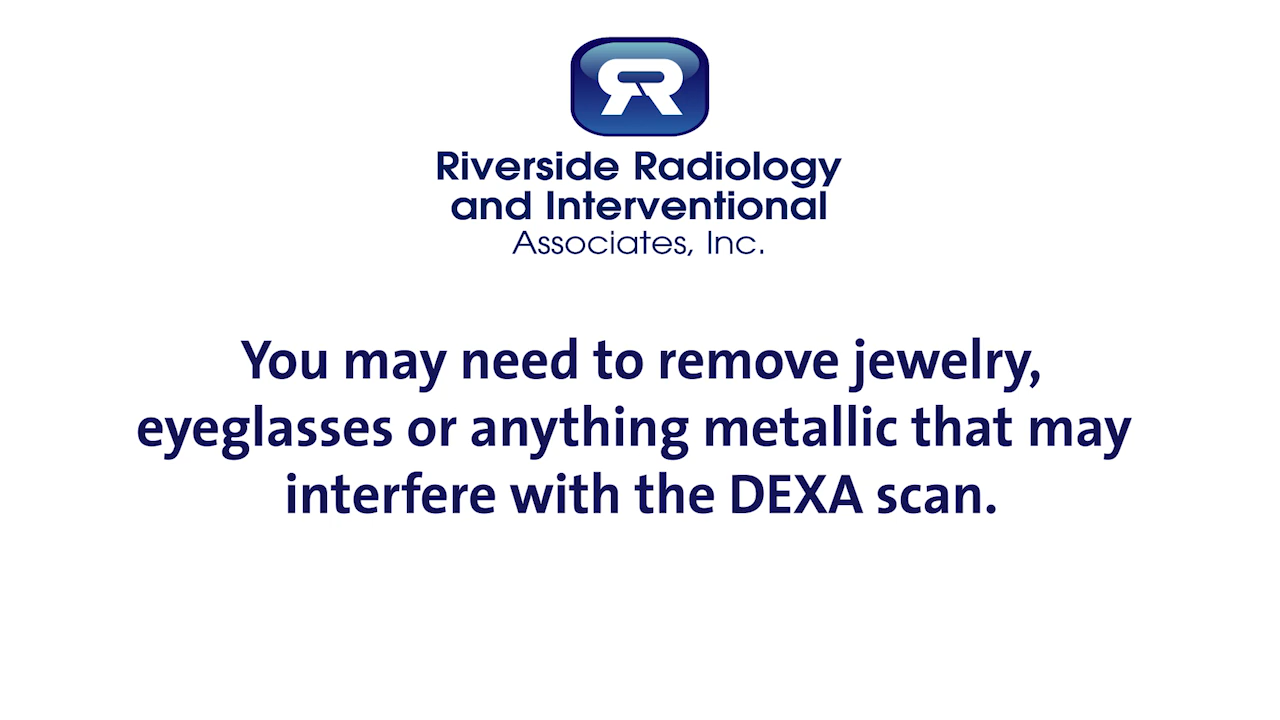 RR
Riverside Radiology
and Interventional
Associates, Inc.
You may need to remove jewelry,
eyeglasses or anything metallic that may
interfere with the DEXA scan.